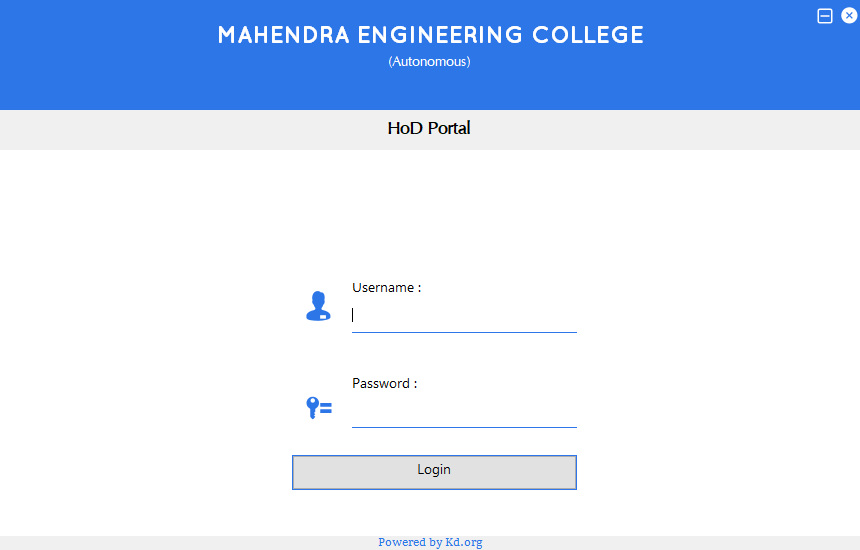 MAHENDRA ENGINEERING COLLEGE
(Autonomous)
HoD Portal
Username :
Password :
Login
Powered by Kd.org